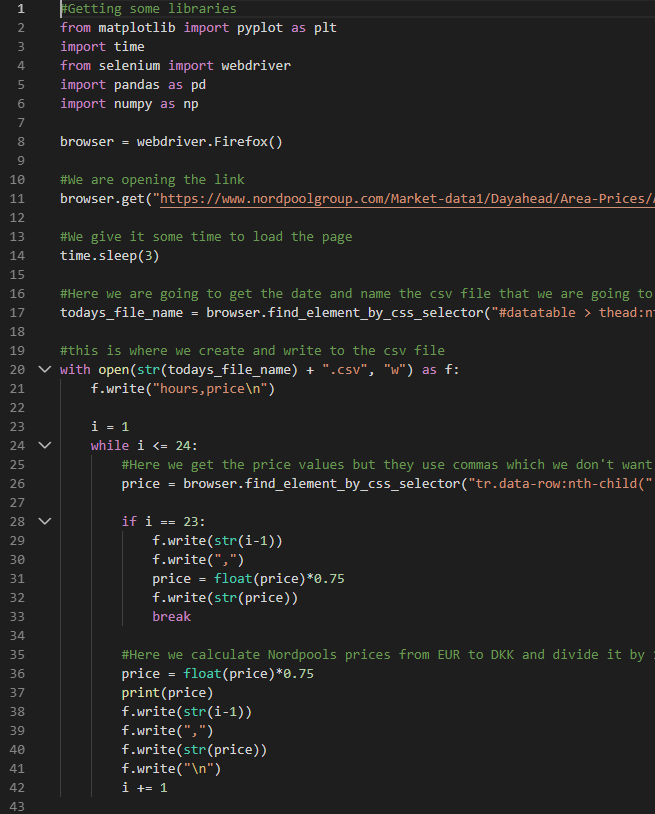 1 #Getting some libraries
2 from matplotlib import pyplot as plt
3 import time
4 from selenium import webdriver
5 import pandas as pd
6 import numpy as np
7
8 browser = webdriver.Firefox()
9
10 #We are opening the link
11 browser.get("https://www.nordpoolgroup.com/Market-data1/Dayahead/Area-Prices/
12
13 #We give it some time to load the page
14 time.sleep(3)
15
16 #Here we are going to get the date and name the csv file that we are going to
17 todays_file_name = browser.find_element_by_css_selector("#datatable > thead:n
18
19 #this is where we create and write to the csv file
20 with open(str(todays_file_name) + ".csv", "w") as f:
21     f.write("hours,price\n")
22
23     i = 1
24     while i <= 24:
25         #Here we get the price values but they use commas which we don't want
26         price = browser.find_element_by_css_selector("tr.data-row:nth-child("
27
28         if i == 23:
29             f.write(str(i-1))
30             f.write(",")
31             price = float(price)*0.75
32             f.write(str(price))
33             break
34
35         #Here we calculate Nordpools prices from EUR to DKK and divide it by
36         price = float(price)*0.75
37         print(price)
38         f.write(str(i-1))
39         f.write(",")
40         f.write(str(price))
41         f.write("\n")
42         i += 1
43